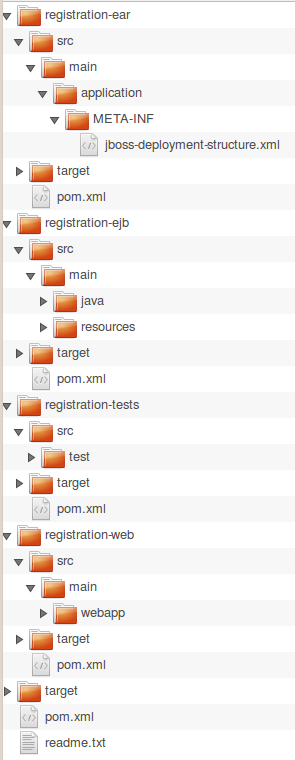 registration-ear
src
main
application
META-INF
jboss-deployment-structure.xml
target
pom.xml
registration-ejb
src
main
java
resources
target
pom.xml
registration-tests
src
test
target
pom.xml
registration-web
src
main
webapp
target
pom.xml
target
pom.xml
readme.txt